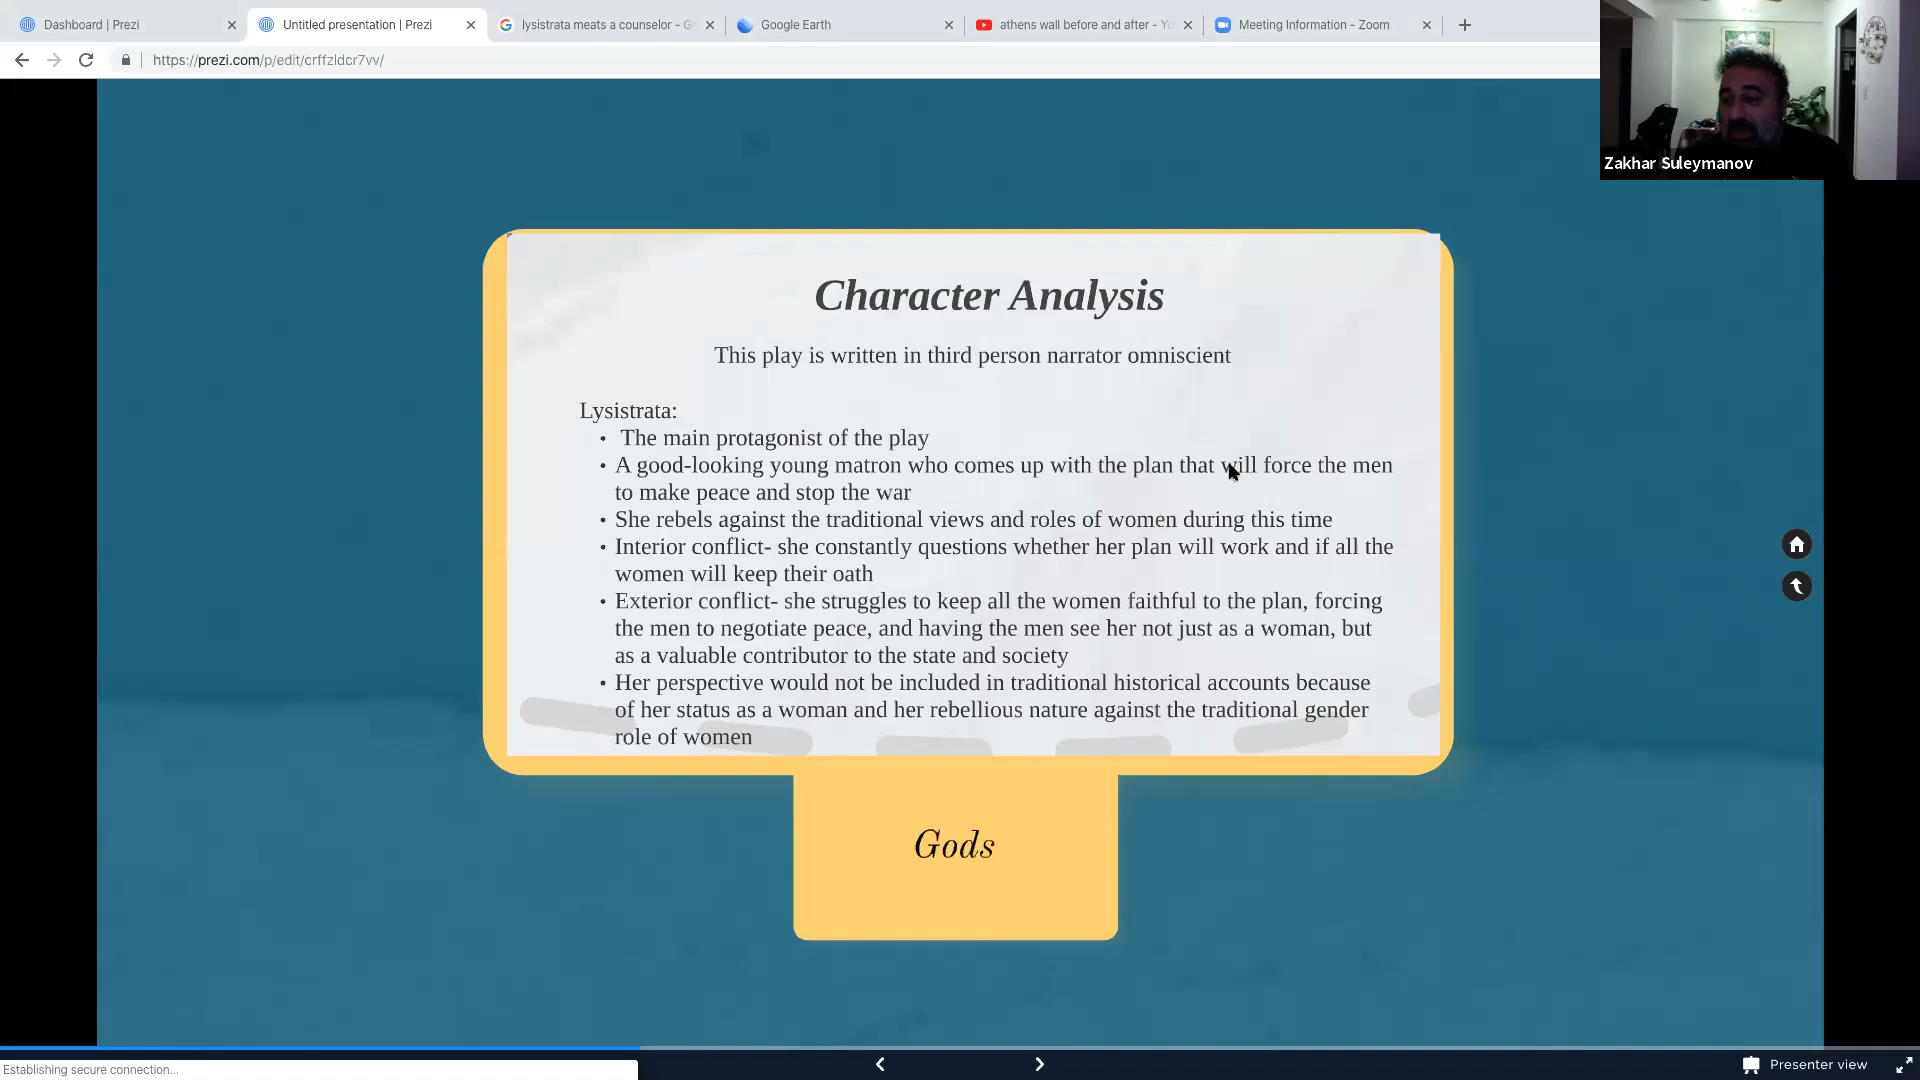 Dashboard | Prezi
Untitled presentation | Prezi
lysistrata meats a counselor - G
Google Earth
athens wall before and after - Yo
Meeting Information - Zoom
https://prezi.com/p/edit/crffzldcr7vv/
Zakhar Suleymanov
Character Analysis
This play is written in third person narrator omniscient
Lysistrata:
• The main protagonist of the play
• A good-looking young matron who comes up with the plan that will force the men
to make peace and stop the war
• She rebels against the traditional views and roles of women during this time
• Interior conflict- she constantly questions whether her plan will work and if all the
women will keep their oath
• Exterior conflict- she struggles to keep all the women faithful to the plan, forcing
the men to negotiate peace, and having the men see her not just as a woman, but
as a valuable contributor to the state and society
• Her perspective would not be included in traditional historical accounts because
of her status as a woman and her rebellious nature against the traditional gender
role of women
Gods
Presenter view
Establishing secure connection...